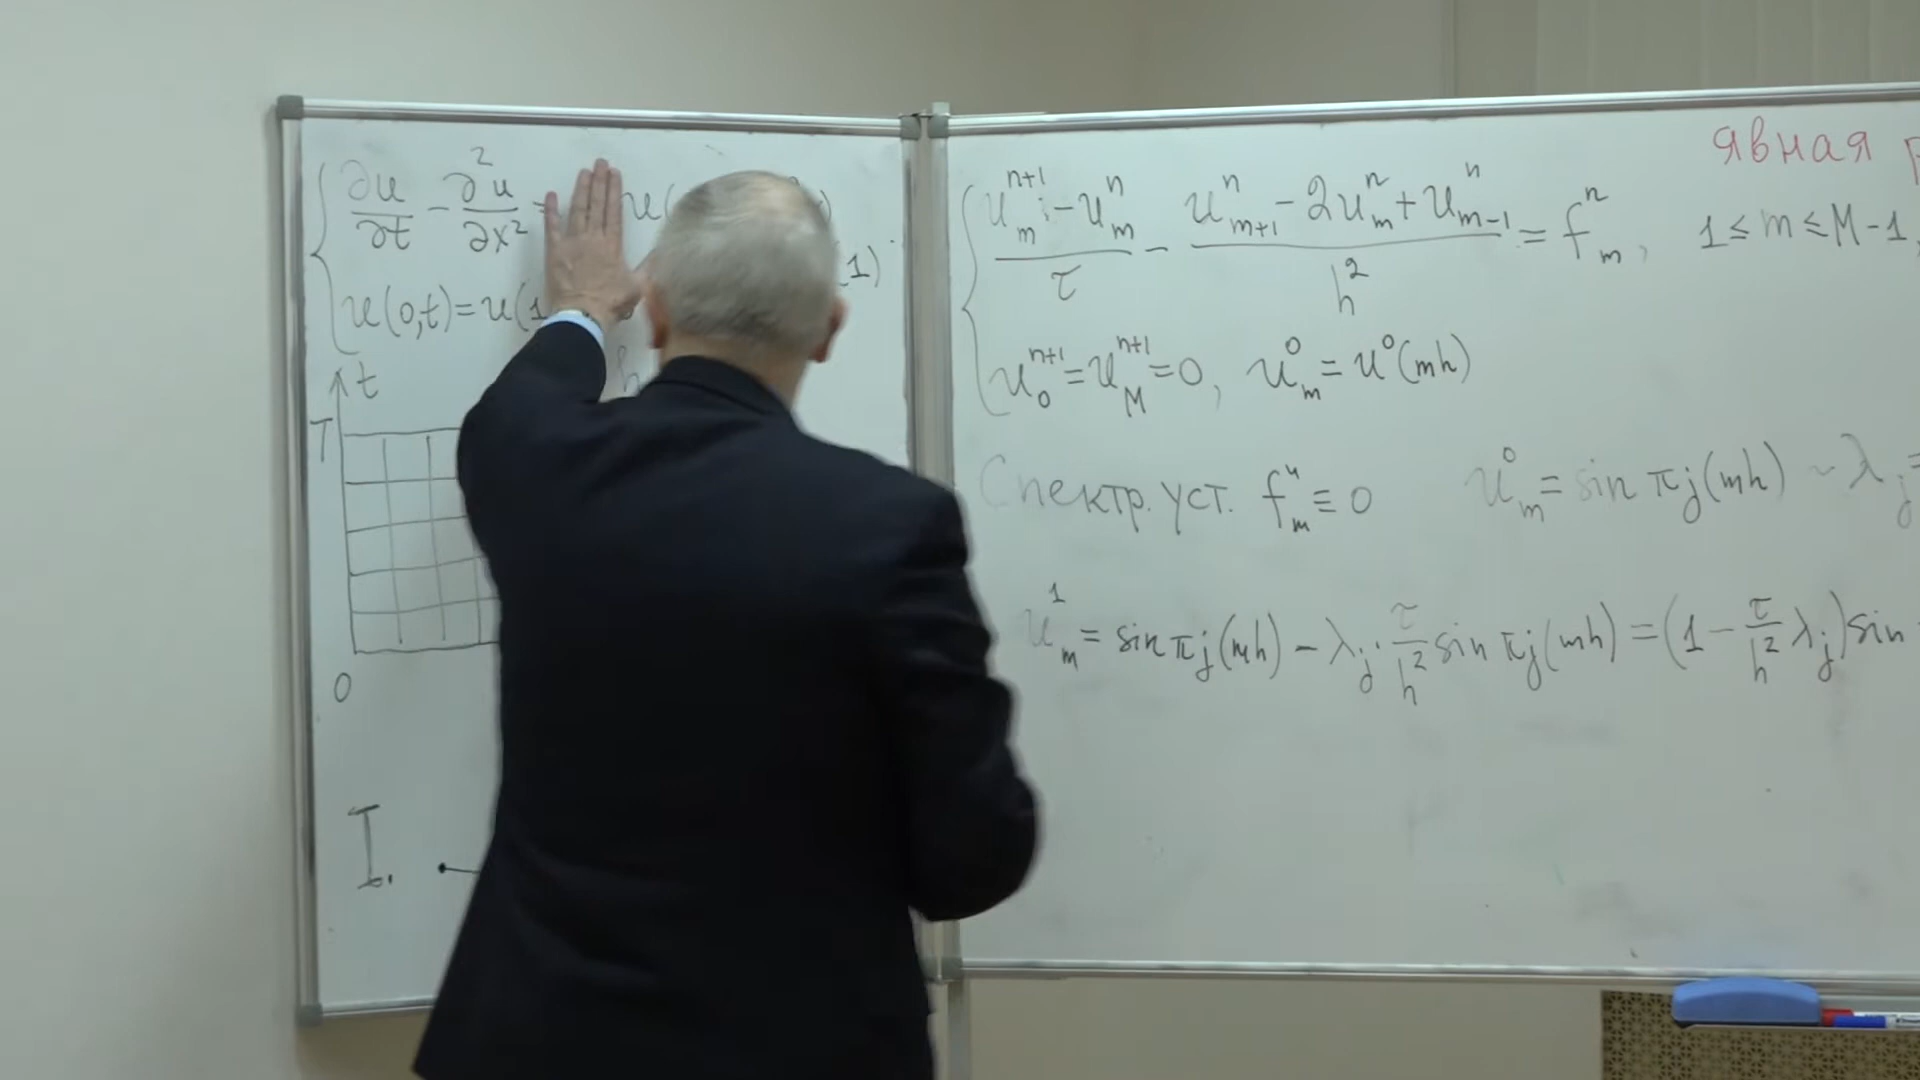 ∂u/∂t - ∂²u/∂x²
u(0,t)=u(1
t
T
0
I.
явная
(u_m^{n+1} - u_m^n)/τ - (u_{m+1}^n - 2u_m^n + u_{m-1}^n)/h² = f_m^n, 1≤m≤M-1,
u_0^{n+1} = u_M^{n+1} = 0, u_m^0 = u^0(mh)
Спектр. уст. f_m^n ≡ 0 u_m^0 = sin πj(mh) ~ λ_j =
u_m^1 = sin πj(mh) - λ_j · τ/h² sin πj(mh) = (1 - τ/h² λ_j) sin